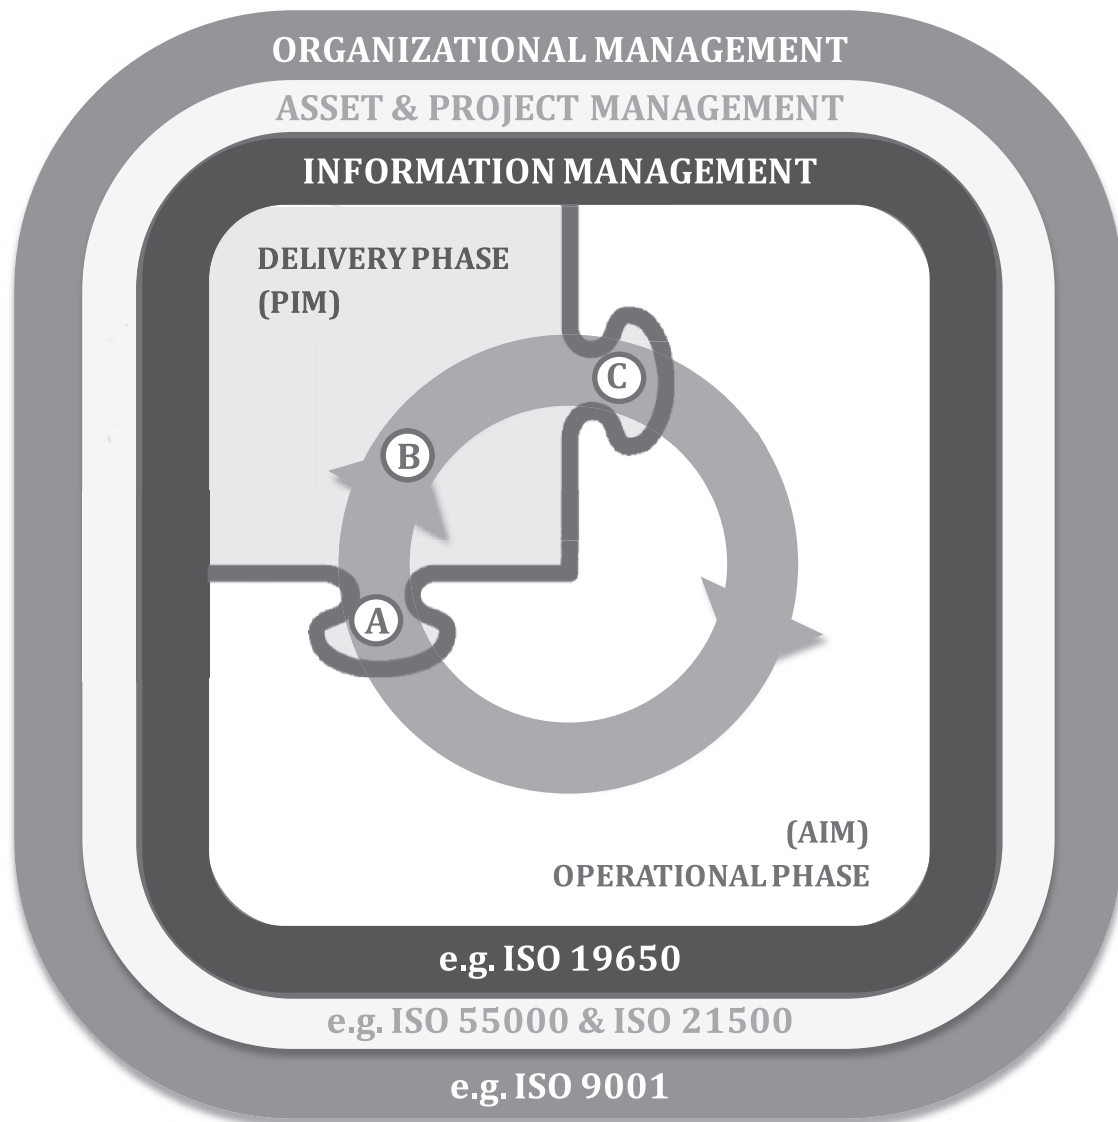 ORGANIZATIONAL MANAGEMENT
ASSET & PROJECT MANAGEMENT
INFORMATION MANAGEMENT
DELIVERY PHASE
(PIM)
C
B
A
(AIM)
OPERATIONAL PHASE
e.g. ISO 19650
e.g. ISO 55000 & ISO 21500
e.g. ISO 9001